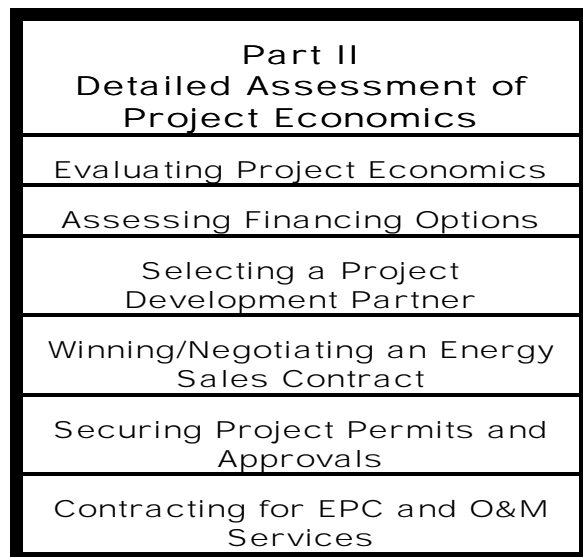 Part II
Detailed Assessment of
Project Economics
Evaluating Project Economics
Assessing Financing Options
Selecting a Project
Development Partner
Winning/Negotiating an Energy
Sales Contract
Securing Project Permits and
Approvals
Contracting for EPC and O&M
Services